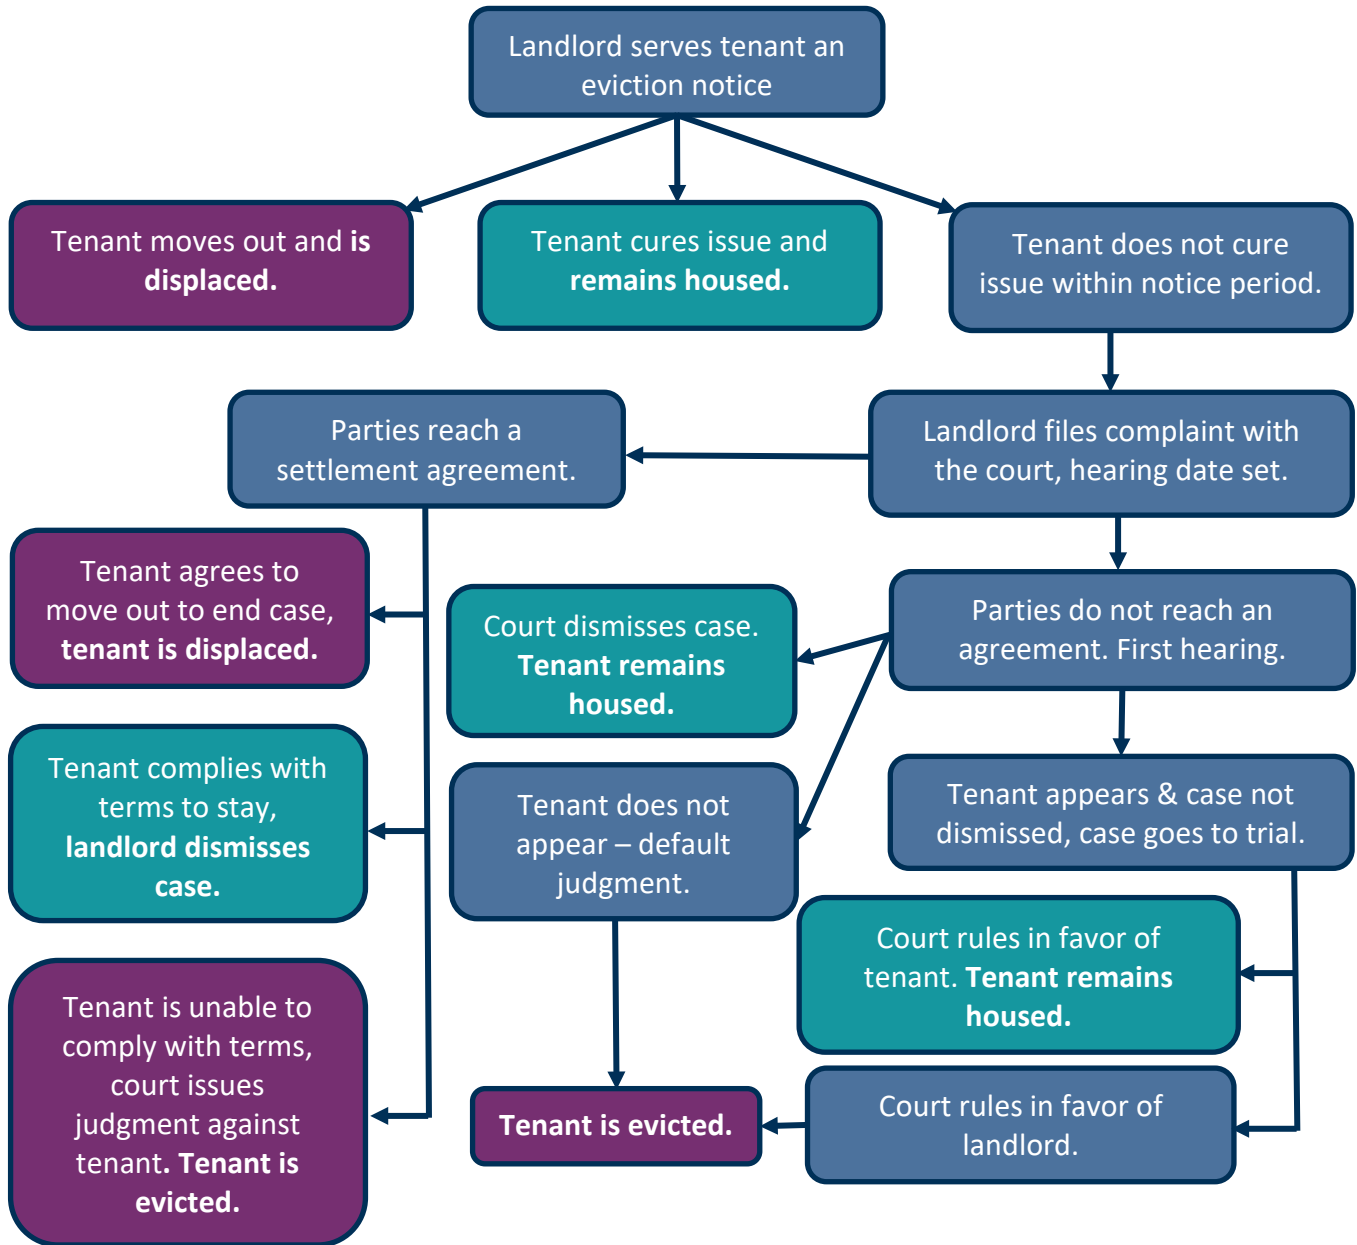 Landlord serves tenant an
eviction notice
Tenant moves out and is
displaced.
Tenant cures issue and
remains housed.
Tenant does not cure
issue within notice period.
Parties reach a
settlement agreement.
Landlord files complaint with
the court, hearing date set.
Tenant agrees to
move out to end case,
tenant is displaced.
Court dismisses case.
Tenant remains
housed.
Parties do not reach an
agreement. First hearing.
Tenant complies with
terms to stay,
landlord dismisses
case.
Tenant does not
appear – default
judgment.
Tenant appears & case not
dismissed, case goes to trial.
Court rules in favor of
tenant. Tenant remains
housed.
Tenant is unable to
comply with terms,
court issues
judgment against
tenant. Tenant is
evicted.
Tenant is evicted.
Court rules in favor of
landlord.